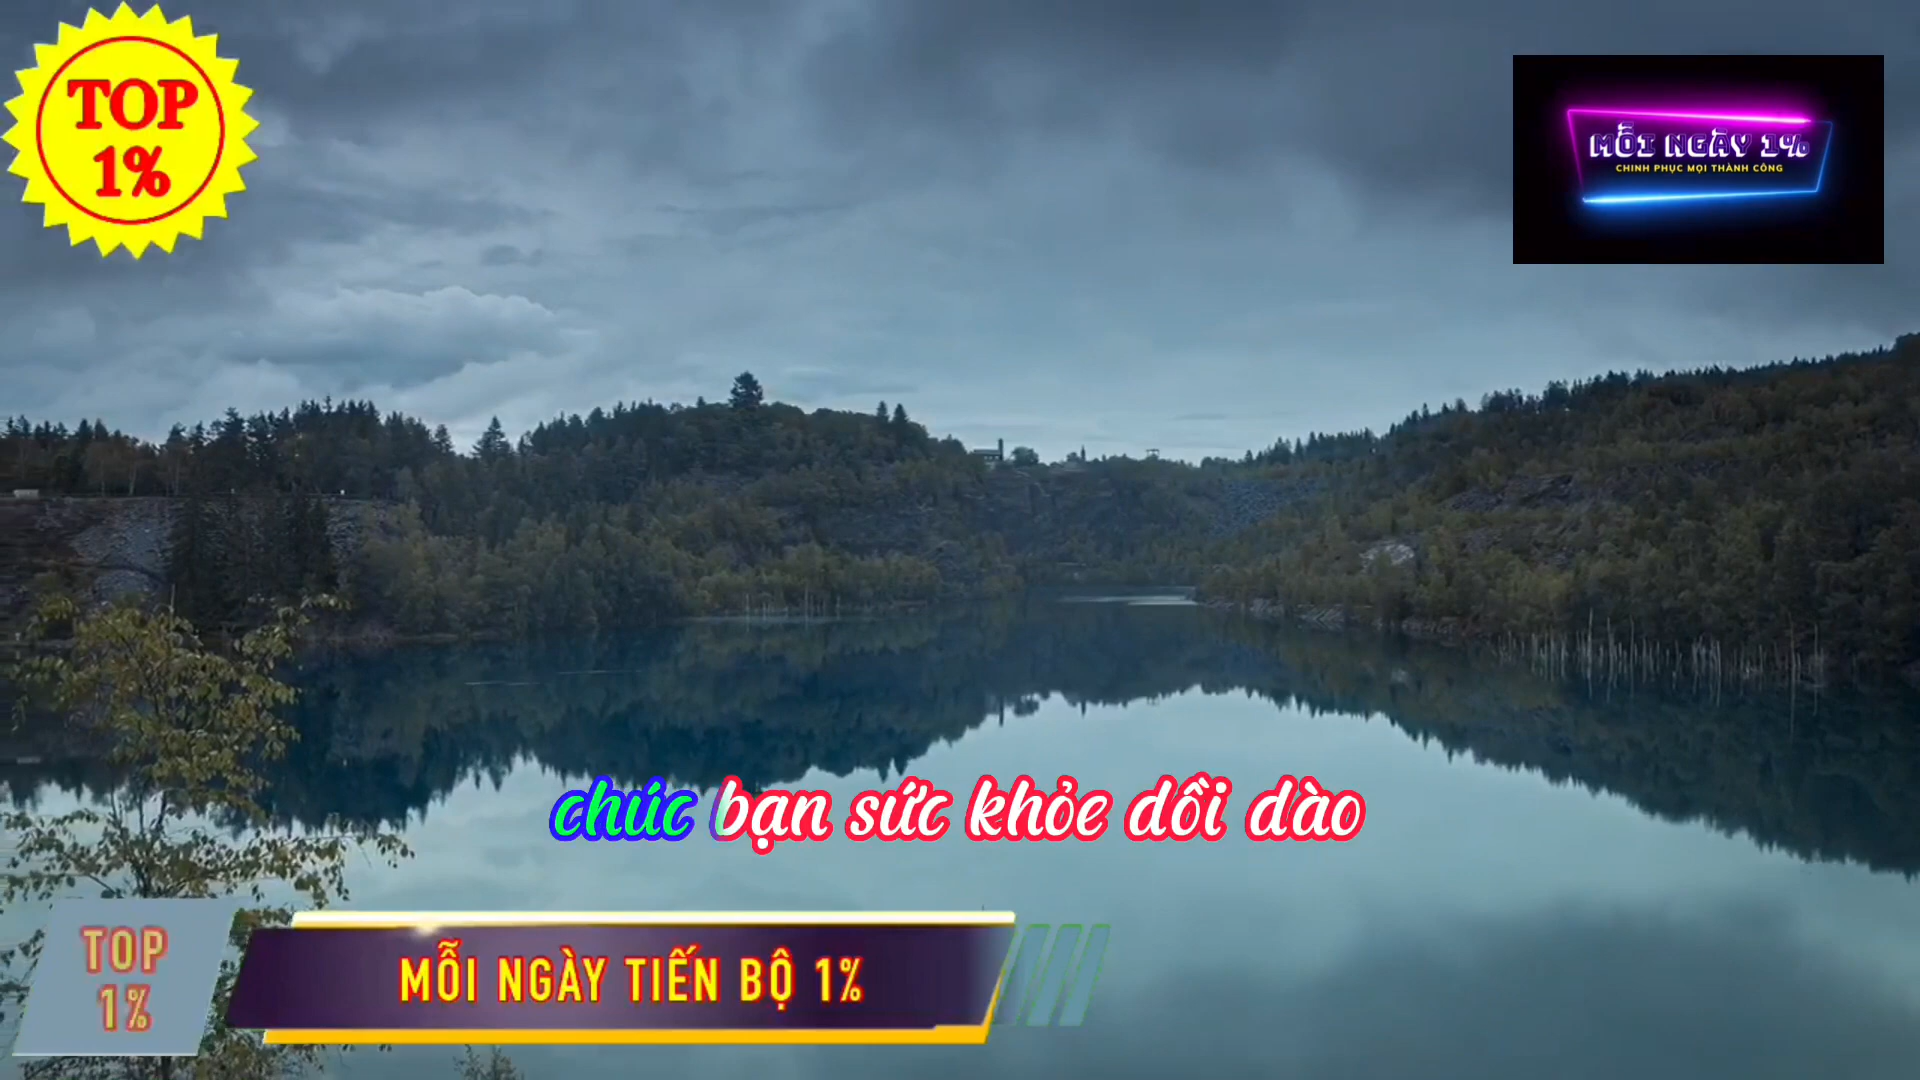 TOP
1%
MỖI NGÀY 1%
CHINH PHỤC MỌI THÀNH CÔNG
chúc bạn sức khỏe dồi dào
TOP
1%
MỖI NGÀY TIẾN BỘ 1%